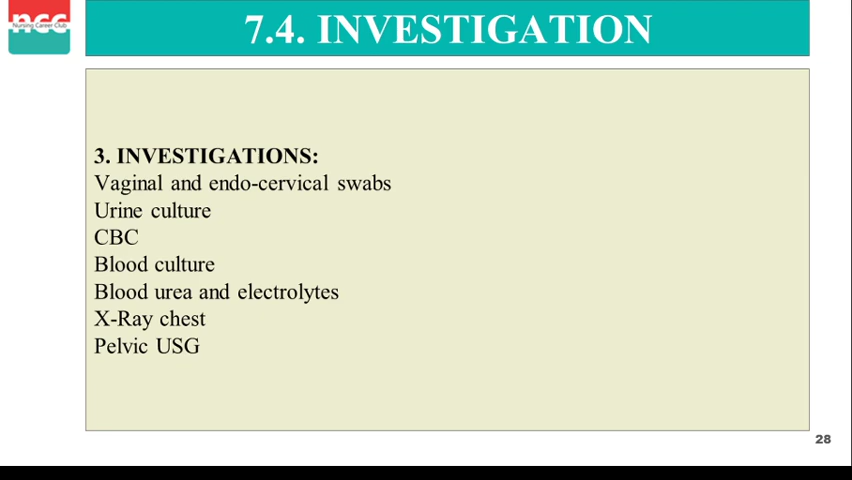 ncc
Nursing Career Club
7.4. INVESTIGATION
3. INVESTIGATIONS:
Vaginal and endo-cervical swabs
Urine culture
CBC
Blood culture
Blood urea and electrolytes
X-Ray chest
Pelvic USG
28